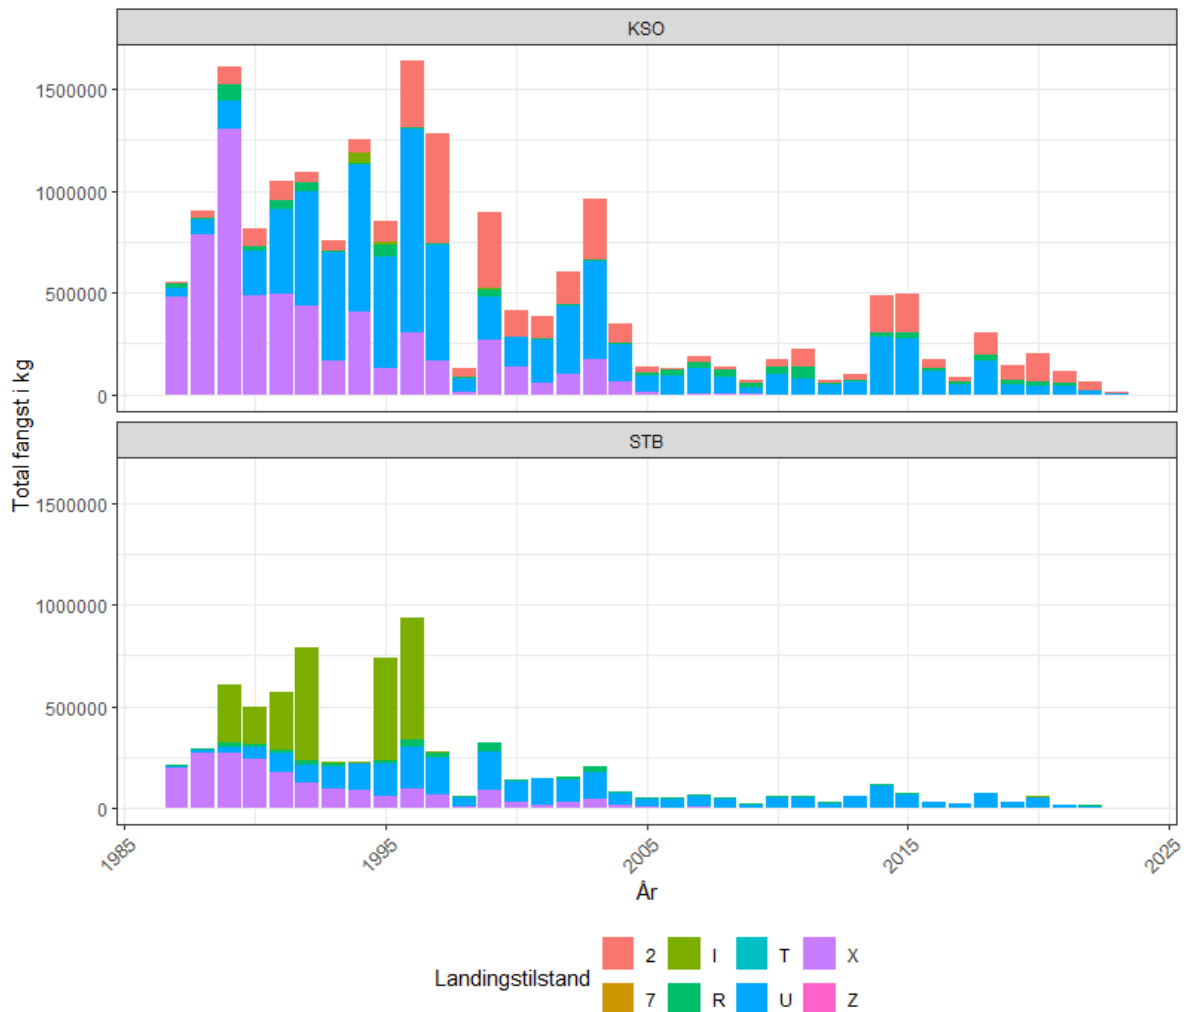 KSO
1500000
1000000
500000
0
STB
1500000
1000000
500000
0
Total fangst i kg
1985
1995
2005
2015
2025
År
Landingstilstand
2 I T X
7 R U Z